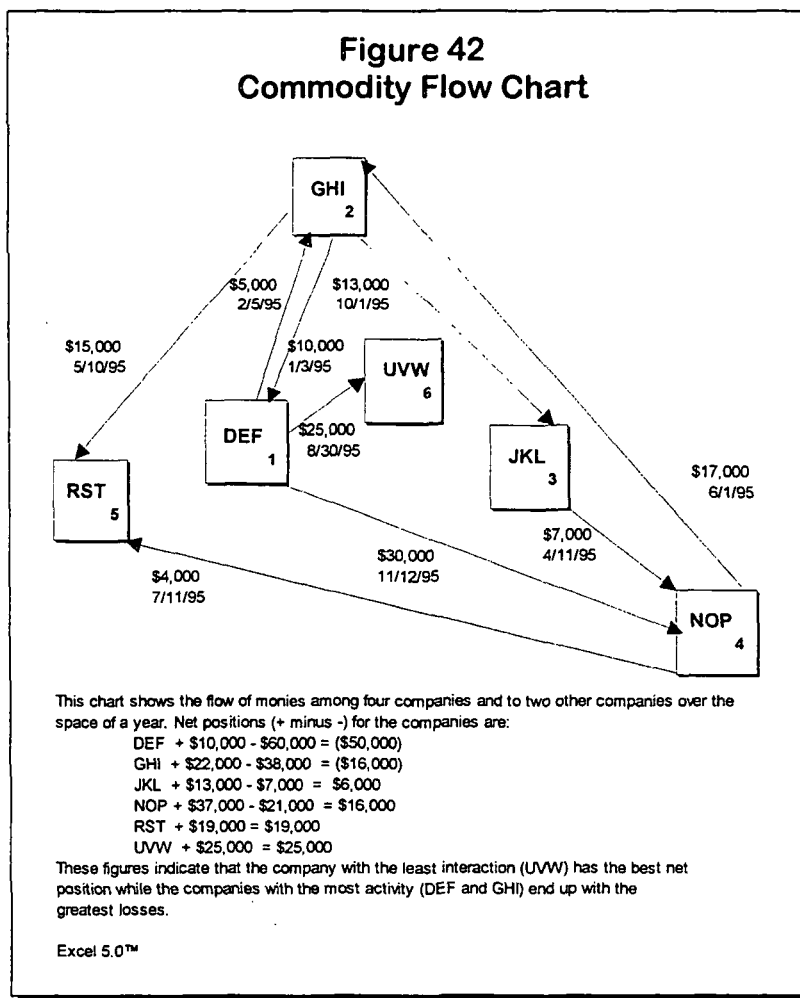 Figure 42
Commodity Flow Chart
GHI
2
$5,000
2/5/95
$13,000
10/1/95
$15,000
5/10/95
$10,000
1/3/95
UVW
6
DEF
1
$25,000
8/30/95
JKL
3
RST
5
$17,000
6/1/95
$7,000
4/11/95
$30,000
11/12/95
$4,000
7/11/95
NOP
4
This chart shows the flow of monies among four companies and to two other companies over the
space of a year. Net positions (+ minus -) for the companies are:
DEF + $10,000 - $60,000 = ($50,000)
GHI + $22,000 - $38,000 = ($16,000)
JKL + $13,000 - $7,000 = $6,000
NOP + $37,000 - $21,000 = $16,000
RST + $19,000 = $19,000
UVW + $25,000 = $25,000
These figures indicate that the company with the least interaction (UVW) has the best net
position while the companies with the most activity (DEF and GHI) end up with the
greatest losses.
Excel 5.0™